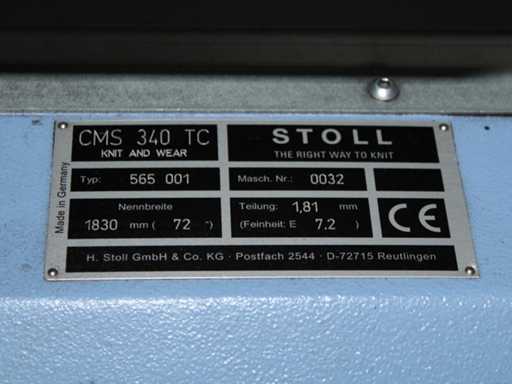 CMS 340 TC
KNIT AND WEAR
STOLL
THE RIGHT WAY TO KNIT
Typ: 565 001
Masch. Nr.: 0032
Nennbreite
1830 mm ( 72 ")
Teilung: 1,81 mm
(Feinheit: E 7.2 )
CE
H. Stoll GmbH & Co. KG · Postfach 2544 · D-72715 Reutlingen
Made in Germany